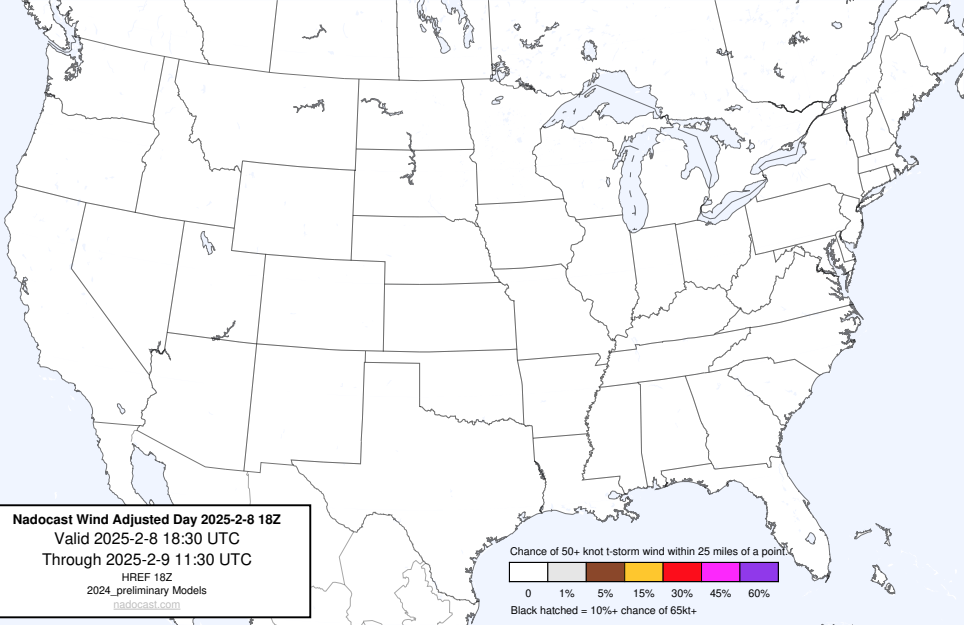 Nadocast Wind Adjusted Day 2025-2-8 18Z
Valid 2025-2-8 18:30 UTC
Through 2025-2-9 11:30 UTC
HREF 18Z
2024_preliminary Models
nadocast.com
Chance of 50+ knot t-storm wind within 25 miles of a point.
0 1% 5% 15% 30% 45% 60%
Black hatched = 10%+ chance of 65kt+